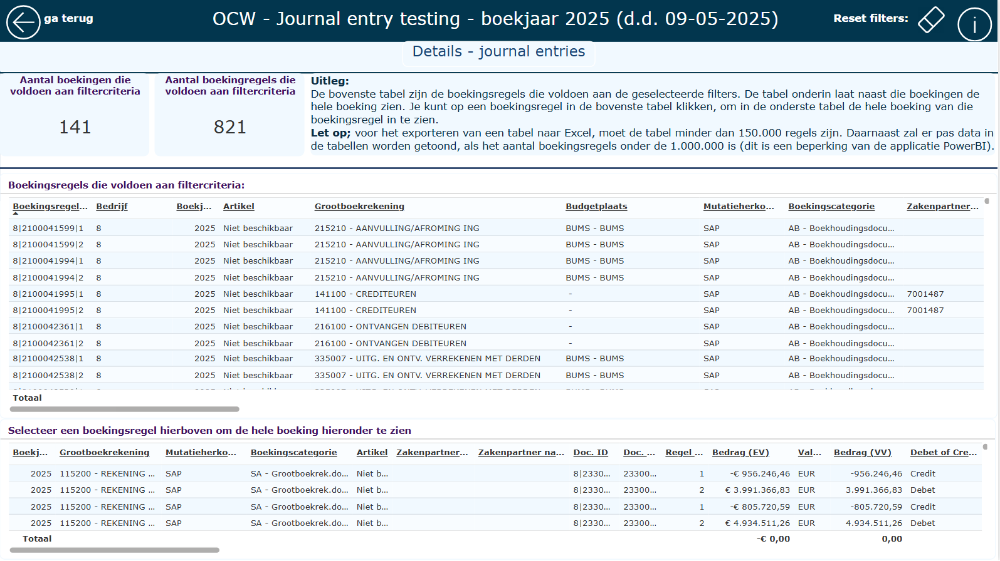 ga terug
OCW - Journal entry testing - boekjaar 2025 (d.d. 09-05-2025)
Reset filters:
i
Details - journal entries
Aantal boekingen die
voldoen aan filtercriteria
141
Aantal boekingregels die
voldoen aan filtercriteria
821
Uitleg:
De bovenste tabel zijn de boekingsregels die voldoen aan de geselecteerde filters. De tabel onderin laat naast die boekingen de
hele boeking zien. Je kunt op een boekingsregel in de bovenste tabel klikken, om in de onderste tabel de hele boeking van die
boekingsregel in te zien.
Let op; voor het exporteren van een tabel naar Excel, moet de tabel minder dan 150.000 regels zijn. Daarnaast zal er pas data in
de tabellen worden getoond, als het aantal boekingsregels onder de 1.000.000 is (dit is een beperking van de applicatie PowerBI).
Boekingsregels die voldoen aan filtercriteria:
Boekingsregel... Bedrijf Boekj... Artikel Grootboekrekening Budgetplaats Mutatieherko... Boekingscategorie Zakenpartner...
8|2100041599|1 8 2025 Niet beschikbaar 215210 - AANVULLING/AFROMING ING BUMS - BUMS SAP AB - Boekhoudingsdocu...
8|2100041599|2 8 2025 Niet beschikbaar 215210 - AANVULLING/AFROMING ING BUMS - BUMS SAP AB - Boekhoudingsdocu...
8|2100041994|1 8 2025 Niet beschikbaar 215210 - AANVULLING/AFROMING ING BUMS - BUMS SAP AB - Boekhoudingsdocu...
8|2100041994|2 8 2025 Niet beschikbaar 215210 - AANVULLING/AFROMING ING BUMS - BUMS SAP AB - Boekhoudingsdocu...
8|2100041995|1 8 2025 Niet beschikbaar 141100 - CREDITEUREN - SAP AB - Boekhoudingsdocu... 7001487
8|2100041995|2 8 2025 Niet beschikbaar 141100 - CREDITEUREN - SAP AB - Boekhoudingsdocu... 7001487
8|2100042361|1 8 2025 Niet beschikbaar 216100 - ONTVANGEN DEBITEUREN - SAP AB - Boekhoudingsdocu...
8|2100042361|2 8 2025 Niet beschikbaar 216100 - ONTVANGEN DEBITEUREN - SAP AB - Boekhoudingsdocu...
8|2100042538|1 8 2025 Niet beschikbaar 335007 - UITG. EN ONTV. VERREKENEN MET DERDEN BUMS - BUMS SAP AB - Boekhoudingsdocu...
8|2100042538|2 8 2025 Niet beschikbaar 335007 - UITG. EN ONTV. VERREKENEN MET DERDEN BUMS - BUMS SAP AB - Boekhoudingsdocu...
Totaal
Selecteer een boekingsregel hierboven om de hele boeking hieronder te zien
Boekj... Grootboekrekening Mutatieherko... Boekingscategorie Artikel Zakenpartner... Zakenpartner na... Doc. ID Doc. ... Regel ... Bedrag (EV) Val... Bedrag (VV) Debet of Cre...
2025 115200 - REKENING ... SAP SA - Grootboekrek.do... Niet b... 8|2330... 23300... 1 -€ 956.246,46 EUR -956.246,46 Credit
2025 115200 - REKENING ... SAP SA - Grootboekrek.do... Niet b... 8|2330... 23300... 2 € 3.991.366,83 EUR 3.991.366,83 Debet
2025 115200 - REKENING ... SAP SA - Grootboekrek.do... Niet b... 8|2330... 23300... 1 -€ 805.720,59 EUR -805.720,59 Credit
2025 115200 - REKENING ... SAP SA - Grootboekrek.do... Niet b... 8|2330... 23300... 2 € 4.934.511,26 EUR 4.934.511,26 Debet
Totaal -€ 0,00 0,00